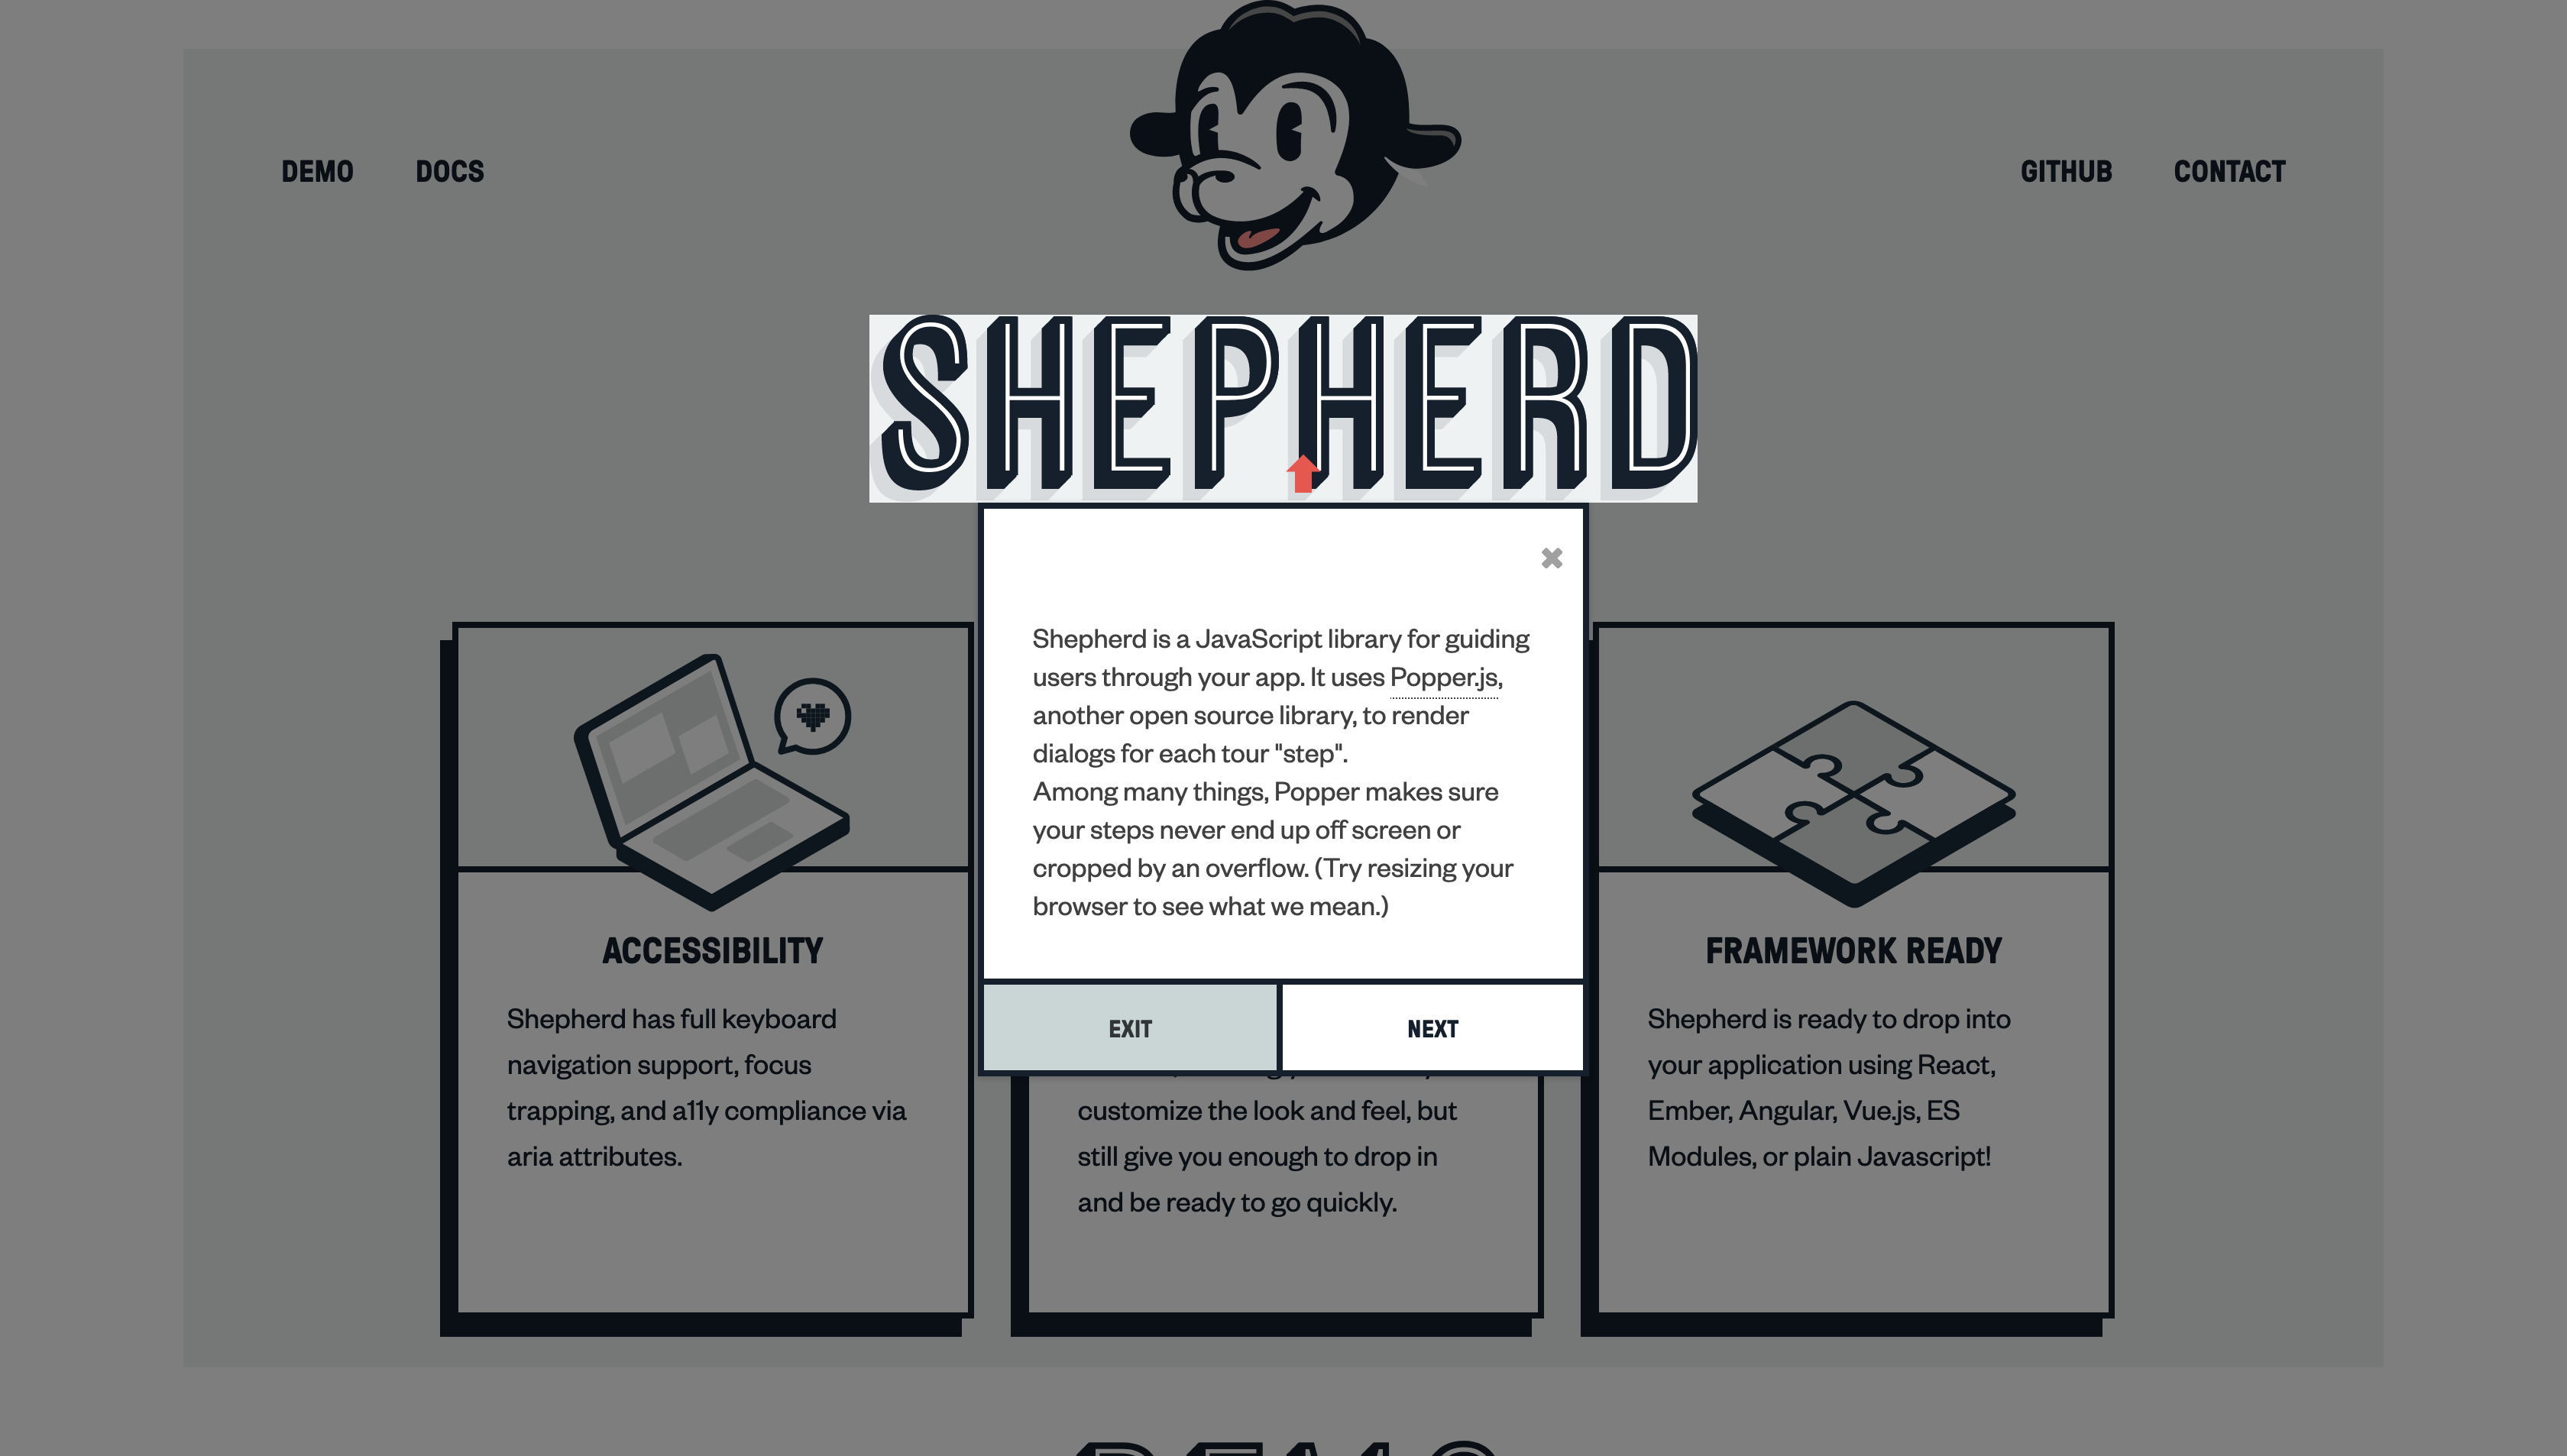 DEMO DOCS GITHUB CONTACT
SHEPHERD
✖
Shepherd is a JavaScript library for guiding
users through your app. It uses Popper.js,
another open source library, to render
dialogs for each tour "step".
Among many things, Popper makes sure
your steps never end up off screen or
cropped by an overflow. (Try resizing your
browser to see what we mean.)
EXIT NEXT
ACCESSIBILITY
Shepherd has full keyboard
navigation support, focus
trapping, and a11y compliance via
aria attributes.
customize the look and feel, but
still give you enough to drop in
and be ready to go quickly.
FRAMEWORK READY
Shepherd is ready to drop into
your application using React,
Ember, Angular, Vue.js, ES
Modules, or plain Javascript!
DEMO